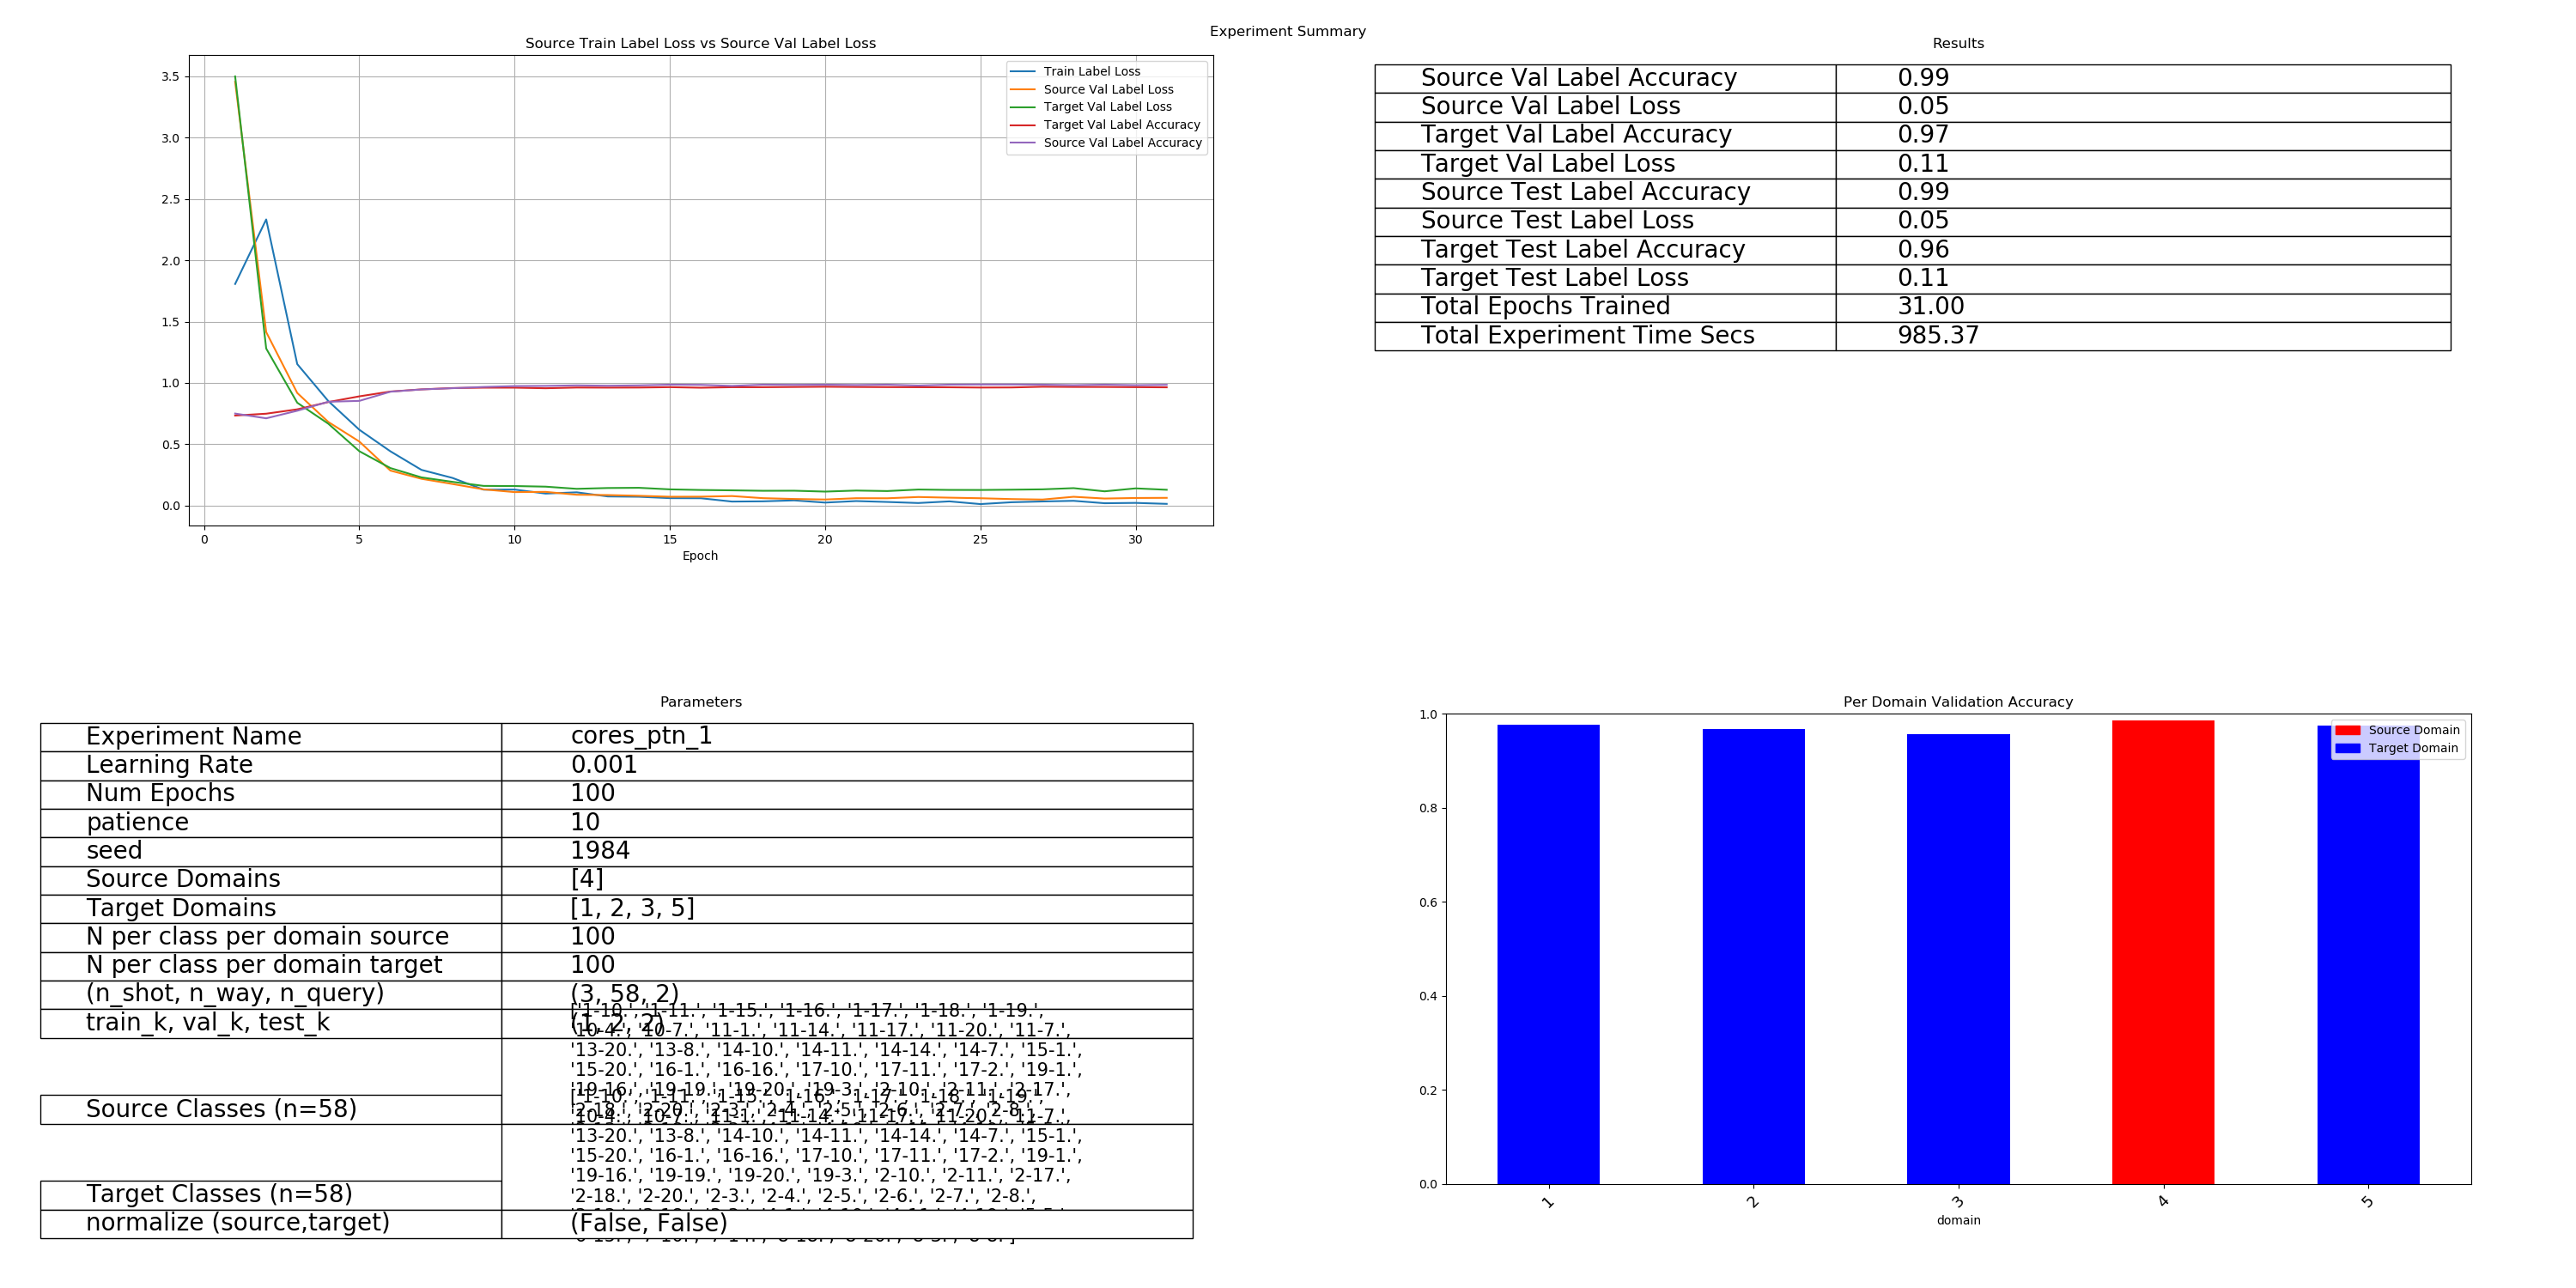 Experiment Summary
Source Train Label Loss vs Source Val Label Loss
3.5
3.0
2.5
2.0
1.5
1.0
0.5
0.0
Train Label Loss
Source Val Label Loss
Target Val Label Loss
Target Val Label Accuracy
Source Val Label Accuracy
0 5 10 15 20 25 30
Epoch
Results
Source Val Label Accuracy 0.99
Source Val Label Loss 0.05
Target Val Label Accuracy 0.97
Target Val Label Loss 0.11
Source Test Label Accuracy 0.99
Source Test Label Loss 0.05
Target Test Label Accuracy 0.96
Target Test Label Loss 0.11
Total Epochs Trained 31.00
Total Experiment Time Secs 985.37
Parameters
Experiment Name cores_ptn_1
Learning Rate 0.001
Num Epochs 100
patience 10
seed 1984
Source Domains [4]
Target Domains [1, 2, 3, 5]
N per class per domain source 100
N per class per domain target 100
(n_shot, n_way, n_query) (3, 58, 2)
train_k, val_k, test_k (1, 2, 2)
['1-10.', '1-11.', '1-15.', '1-16.', '1-17.', '1-18.', '1-19.',
'10-4.', '10-7.', '11-1.', '11-14.', '11-17.', '11-20.', '11-7.',
'13-20.', '13-8.', '14-10.', '14-11.', '14-14.', '14-7.', '15-1.',
'15-20.', '16-1.', '16-16.', '17-10.', '17-11.', '17-2.', '19-1.',
'19-16.', '19-19.', '19-20.', '19-3.', '2-10.', '2-11.', '2-17.',
'2-18.', '2-20.', '2-3.', '2-4.', '2-5.', '2-6.', '2-7.', '2-8.',
Source Classes (n=58)
['1-10.', '1-11.', '1-15.', '1-16.', '1-17.', '1-18.', '1-19.',
'10-4.', '10-7.', '11-1.', '11-14.', '11-17.', '11-20.', '11-7.',
'13-20.', '13-8.', '14-10.', '14-11.', '14-14.', '14-7.', '15-1.',
'15-20.', '16-1.', '16-16.', '17-10.', '17-11.', '17-2.', '19-1.',
'19-16.', '19-19.', '19-20.', '19-3.', '2-10.', '2-11.', '2-17.',
'2-18.', '2-20.', '2-3.', '2-4.', '2-5.', '2-6.', '2-7.', '2-8.',
Target Classes (n=58)
normalize (source,target) (False, False)
Per Domain Validation Accuracy
1.0
0.8
0.6
0.4
0.2
0.0
Source Domain
Target Domain
1 2 3 4 5
domain